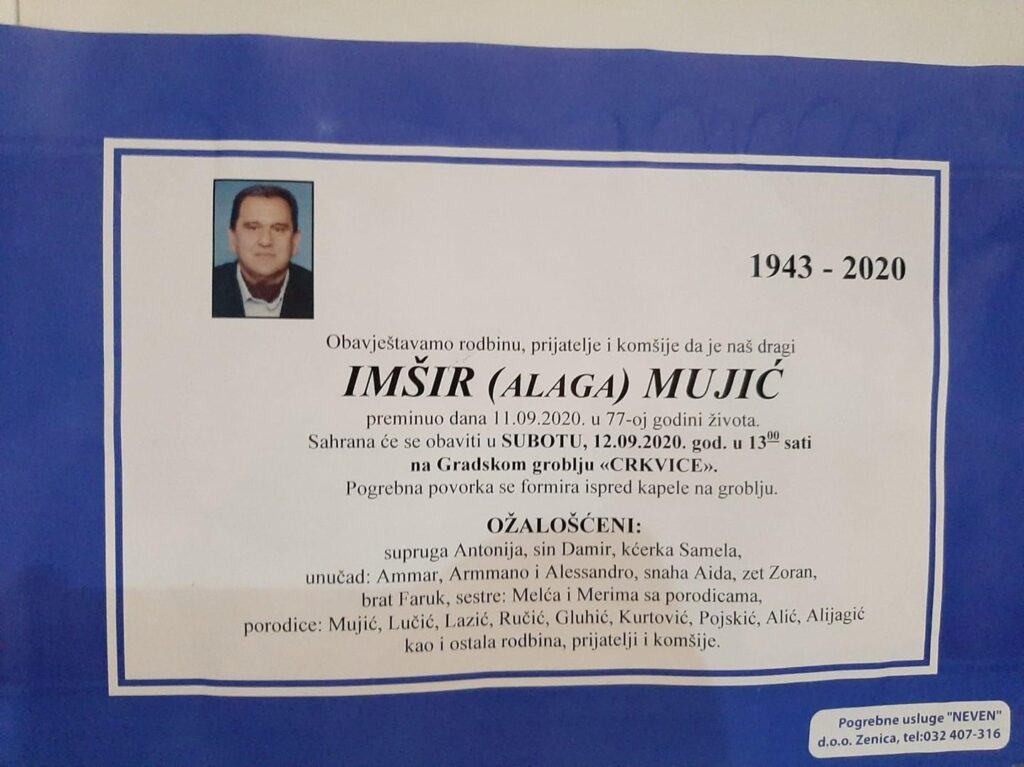 1943 - 2020
Obavještavamo rodbinu, prijatelje i komšije da je naš dragi
IMŠIR (ALAGA) MUJIĆ
preminuo dana 11.09.2020. u 77-oj godini života.
Sahrana će se obaviti u SUBOTU, 12.09.2020. god. u 13⁰⁰ sati
na Gradskom groblju «CRKVICE».
Pogrebna povorka se formira ispred kapele na groblju.
OŽALOŠĆENI:
supruga Antonija, sin Damir, kćerka Samela,
unučad: Ammar, Armmano i Alessandro, snaha Aida, zet Zoran,
brat Faruk, sestre: Melća i Merima sa porodicama,
porodice: Mujić, Lučić, Lazić, Ručić, Gluhić, Kurtović, Pojskić, Alić, Alijagić
kao i ostala rodbina, prijatelji i komšije.
Pogrebne usluge "NEVEN"
d.o.o. Zenica, tel:032 407-316